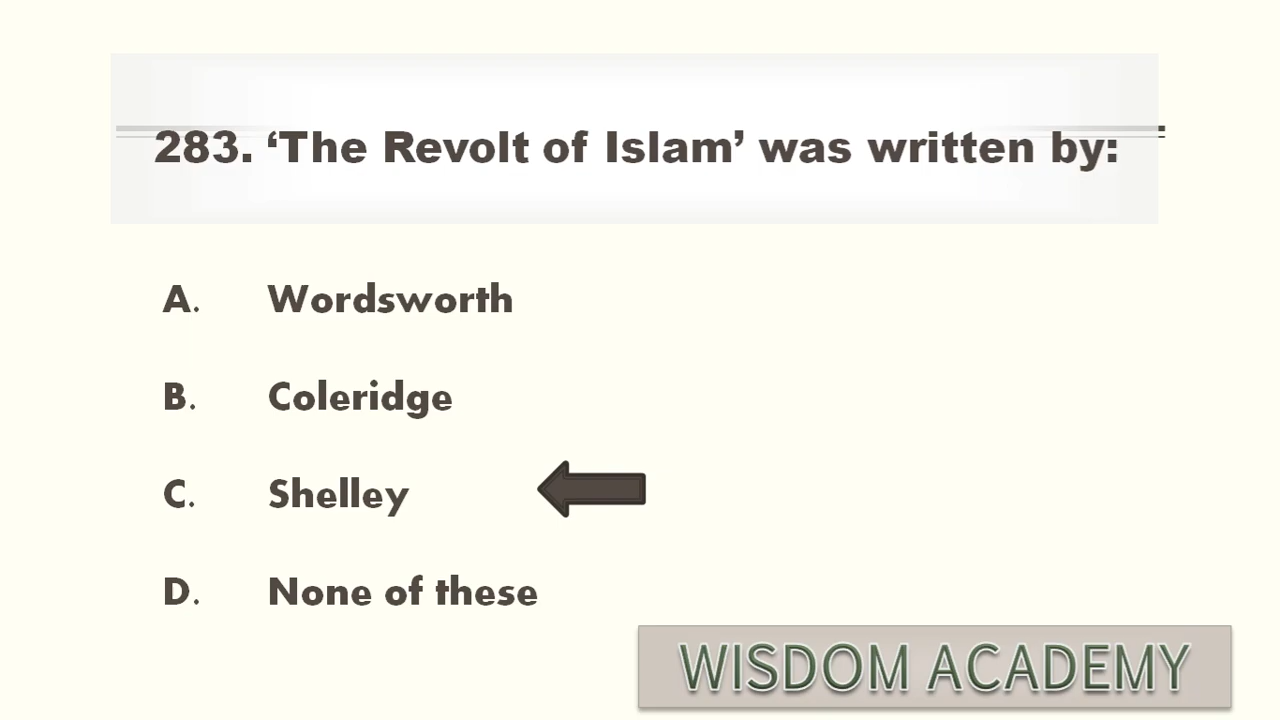 283. ‘The Revolt of Islam’ was written by:
A. Wordsworth
B. Coleridge
C. Shelley
D. None of these
WISDOM ACADEMY